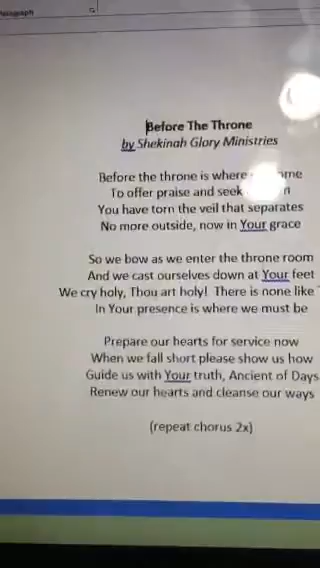 Paragraph
Before The Throne
by Shekinah Glory Ministries
Before the throne is where
To offer praise and seek
You have torn the veil that separates
No more outside, now in Your grace
So we bow as we enter the throne room
And we cast ourselves down at Your feet
We cry holy, Thou art holy! There is none like
In Your presence is where we must be
Prepare our hearts for service now
When we fall short please show us how
Guide us with Your truth, Ancient of Days
Renew our hearts and cleanse our ways
(repeat chorus 2x)